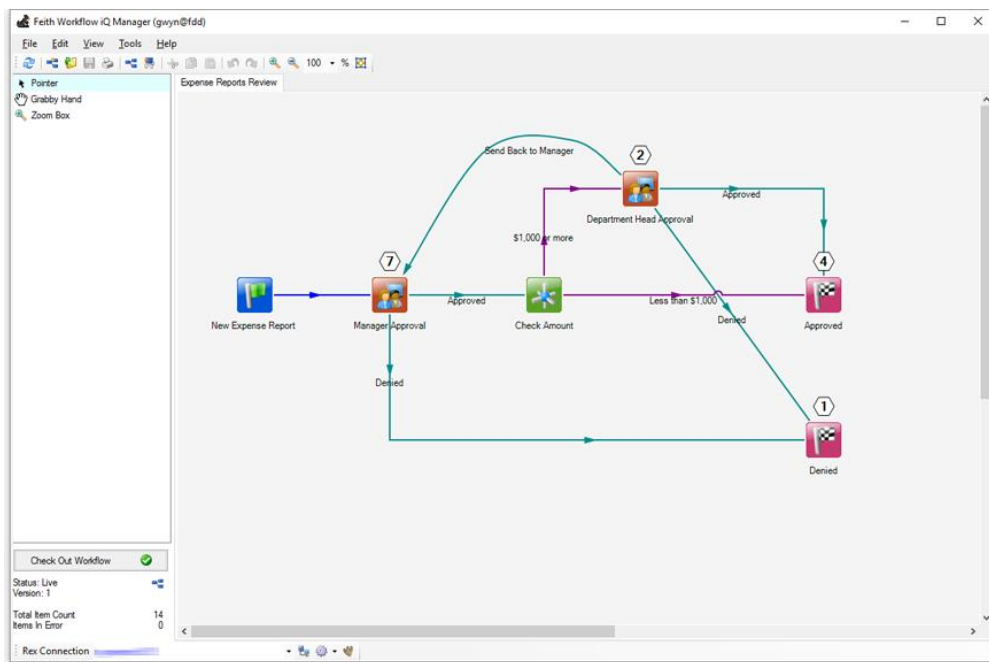 Feith Workflow iQ Manager (gwyn@fdd)
File Edit View Tools Help
100 %
Pointer
Grabby Hand
Zoom Box
Expense Reports Review
Send Back to Manager
2
Approved
Department Head Approval
$1,000 or more
7
4
Approved
Less than $1,000
New Expense Report
Manager Approval
Check Amount
Denied
Approved
Denied
1
Denied
Check Out Workflow
Status: Live
Version: 1
Total Item Count 14
Items In Error 0
Rex Connection